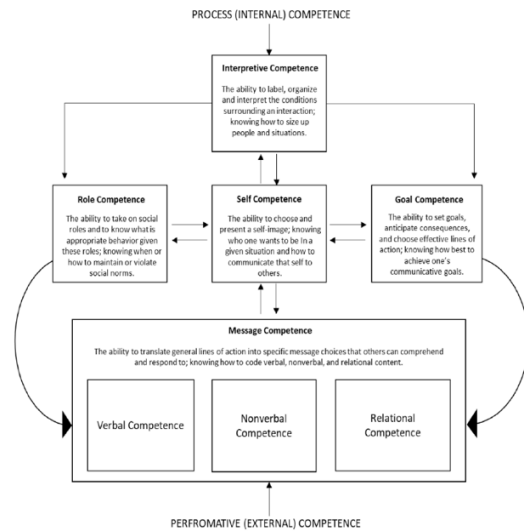 PROCESS (INTERNAL) COMPETENCE
Interpretive Competence
The ability to label, organize
and interpret the conditions
surrounding an interaction;
knowing how to size up
people and situations.
Role Competence
The ability to take on social
roles and to know what is
appropriate behavior given
these roles; knowing when or
how to maintain or violate
social norms.
Self Competence
The ability to choose and
present a self-image; knowing
who one wants to be In a
given situation and how to
communicate that self to
others.
Goal Competence
The ability to set goals,
anticipate consequences,
and choose effective lines of
action; knowing how best to
achieve one's
communicative goals.
Message Competence
The ability to translate general lines of action into specific message choices that others can comprehend
and respond to; knowing how to code verbal, nonverbal, and relational content.
Verbal Competence
Nonverbal
Competence
Relational
Competence
PERFROMATIVE (EXTERNAL) COMPETENCE